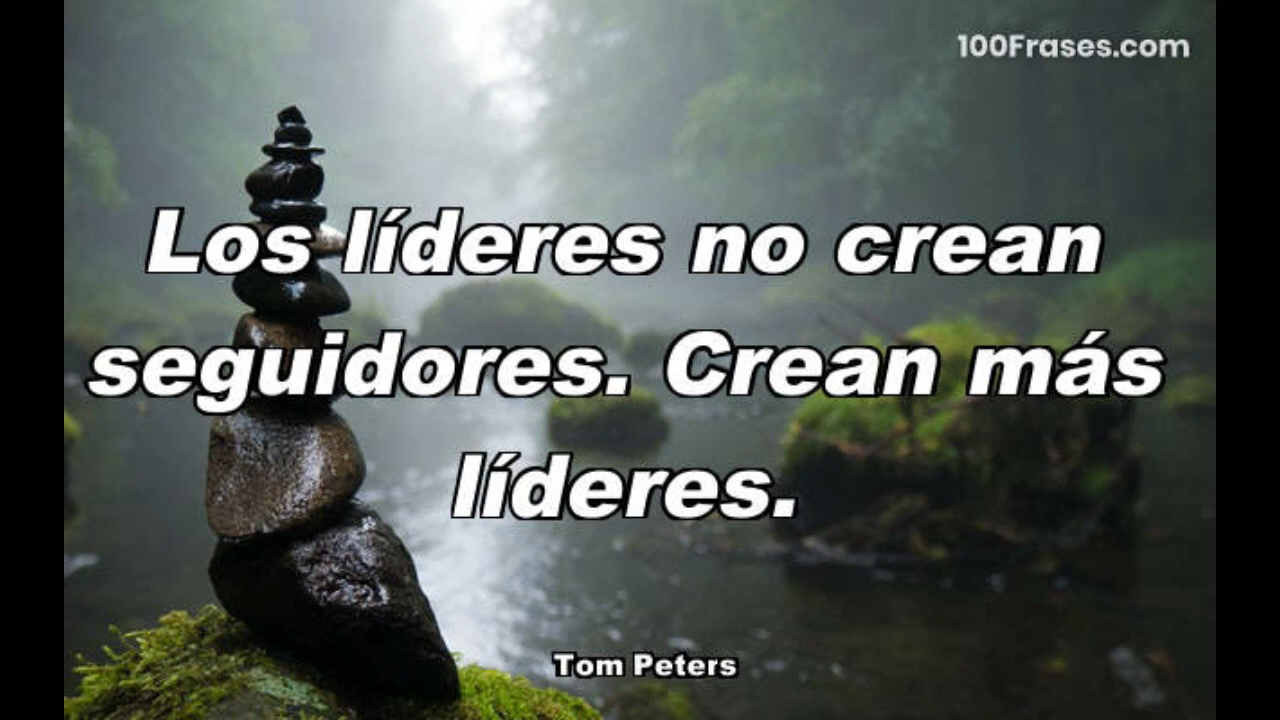 100Frases.com
Los líderes no crean
seguidores. Crean más
líderes.
Tom Peters